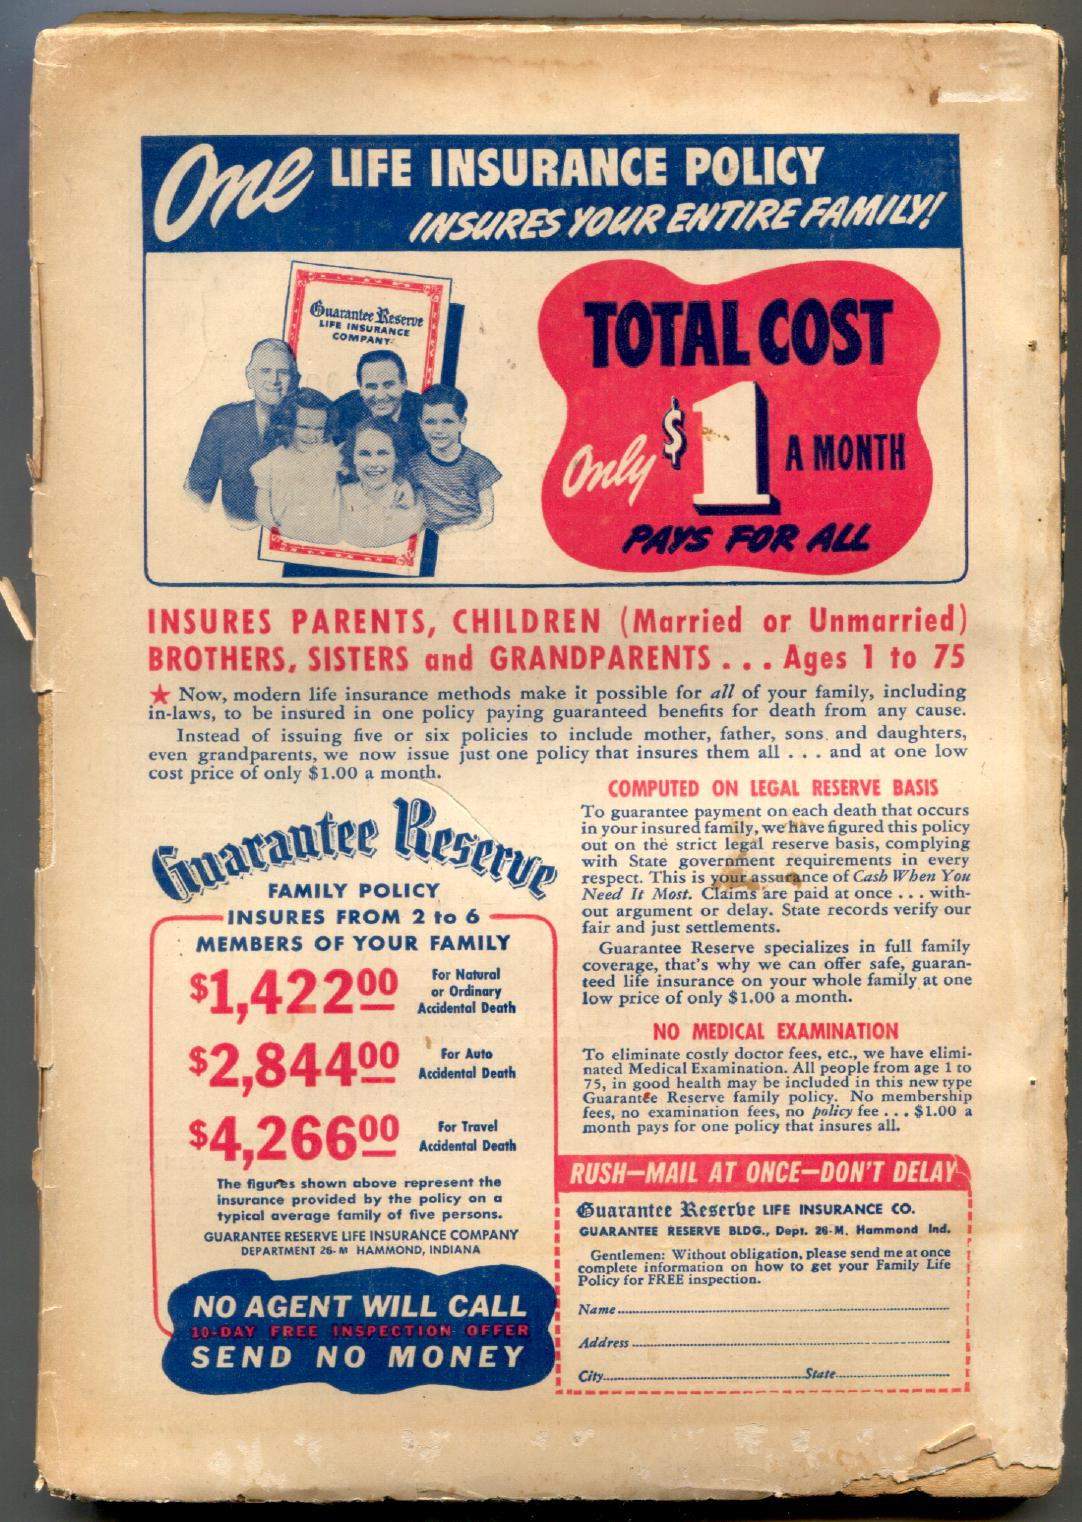 One LIFE INSURANCE POLICY
INSURES YOUR ENTIRE FAMILY!
Guarantee Reserve
LIFE INSURANCE
COMPANY
TOTAL COST
Only $1 A MONTH
PAYS FOR ALL
INSURES PARENTS, CHILDREN (Married or Unmarried)
BROTHERS, SISTERS and GRANDPARENTS . . . Ages 1 to 75
★ Now, modern life insurance methods make it possible for all of your family, including
in-laws, to be insured in one policy paying guaranteed benefits for death from any cause.
Instead of issuing five or six policies to include mother, father, sons and daughters,
even grandparents, we now issue just one policy that insures them all . . . and at one low
cost price of only $1.00 a month.
Guarantee Reserve
FAMILY POLICY
INSURES FROM 2 to 6
MEMBERS OF YOUR FAMILY
$1,422.00
For Natural
or Ordinary
Accidental Death
$2,844.00
For Auto
Accidental Death
$4,266.00
For Travel
Accidental Death
The figures shown above represent the
insurance provided by the policy on a
typical average family of five persons.
GUARANTEE RESERVE LIFE INSURANCE COMPANY
DEPARTMENT 26-M HAMMOND, INDIANA
NO AGENT WILL CALL
10-DAY FREE INSPECTION OFFER
SEND NO MONEY
COMPUTED ON LEGAL RESERVE BASIS
To guarantee payment on each death that occurs
in your insured family, we have figured this policy
out on the strict legal reserve basis, complying
with State government requirements in every
respect. This is your assurance of Cash When You
Need It Most. Claims are paid at once . . . with-
out argument or delay. State records verify our
fair and just settlements.
Guarantee Reserve specializes in full family
coverage, that's why we can offer safe, guaran-
teed life insurance on your whole family at one
low price of only $1.00 a month.
NO MEDICAL EXAMINATION
To eliminate costly doctor fees, etc., we have elimi-
nated Medical Examination. All people from age 1 to
75, in good health may be included in this new type
Guarantee Reserve family policy. No membership
fees, no examination fees, no policy fee . . . $1.00 a
month pays for one policy that insures all.
RUSH—MAIL AT ONCE—DON'T DELAY
Guarantee Reserve LIFE INSURANCE CO.
GUARANTEE RESERVE BLDG., Dept. 26-M, Hammond Ind.
Gentlemen: Without obligation, please send me at once
complete information on how to get your Family Life
Policy for FREE inspection.
Name
Address
City State